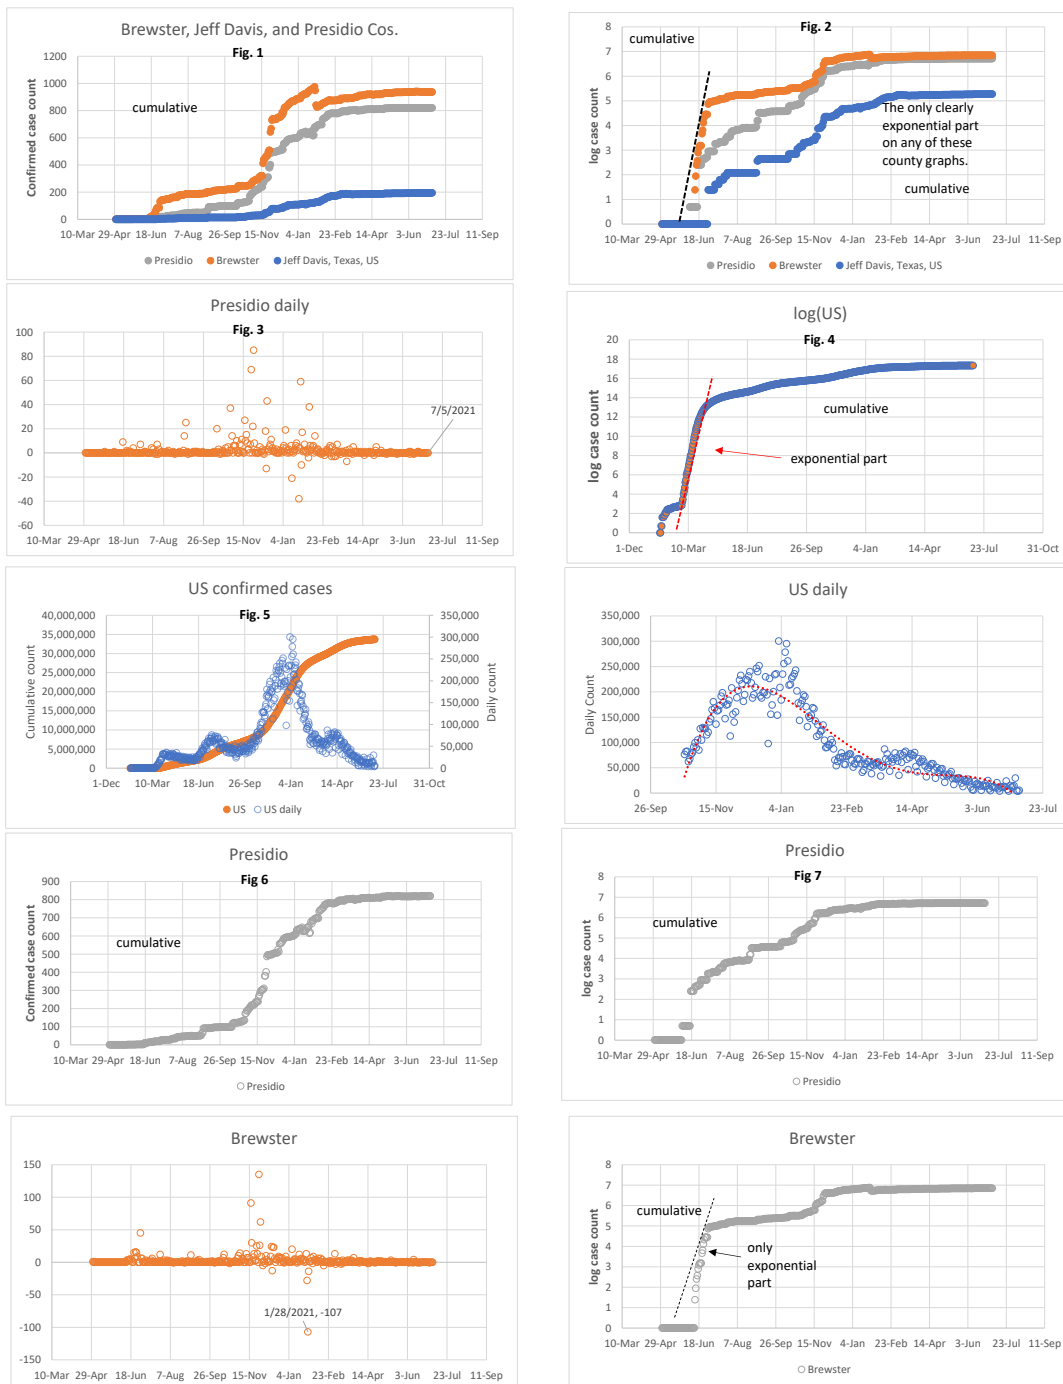 Brewster, Jeff Davis, and Presidio Cos.
Fig. 1
cumulative
Confirmed case count
1200
1000
800
600
400
200
0
10-Mar 29-Apr 18-Jun 7-Aug 26-Sep 15-Nov 4-Jan 23-Feb 14-Apr 3-Jun 23-Jul 11-Sep
Presidio Brewster Jeff Davis, Texas, US
Fig. 2
cumulative
log case count
8
7
6
5
4
3
2
1
0
The only clearly
exponential part
on any of these
county graphs.
cumulative
10-Mar 29-Apr 18-Jun 7-Aug 26-Sep 15-Nov 4-Jan 23-Feb 14-Apr 3-Jun 23-Jul 11-Sep
Presidio Brewster Jeff Davis, Texas, US
Presidio daily
Fig. 3
100
80
60
40
20
0
-20
-40
-60
7/5/2021
10-Mar 29-Apr 18-Jun 7-Aug 26-Sep 15-Nov 4-Jan 23-Feb 14-Apr 3-Jun 23-Jul 11-Sep
log(US)
Fig. 4
log case count
20
18
16
14
12
10
8
6
4
2
0
cumulative
exponential part
1-Dec 10-Mar 18-Jun 26-Sep 4-Jan 14-Apr 23-Jul 31-Oct
US confirmed cases
Fig. 5
Cumulative count
40,000,000
35,000,000
30,000,000
25,000,000
20,000,000
15,000,000
10,000,000
5,000,000
0
350,000
300,000
250,000
200,000
150,000
100,000
50,000
0
Daily count
1-Dec 10-Mar 18-Jun 26-Sep 4-Jan 14-Apr 23-Jul 31-Oct
US US daily
US daily
Daily Count
350,000
300,000
250,000
200,000
150,000
100,000
50,000
0
26-Sep 15-Nov 4-Jan 23-Feb 14-Apr 3-Jun 23-Jul
Presidio
Fig 6
cumulative
Confirmed case count
900
800
700
600
500
400
300
200
100
0
10-Mar 29-Apr 18-Jun 7-Aug 26-Sep 15-Nov 4-Jan 23-Feb 14-Apr 3-Jun 23-Jul 11-Sep
Presidio
Presidio
Fig 7
cumulative
log case count
8
7
6
5
4
3
2
1
0
10-Mar 29-Apr 18-Jun 7-Aug 26-Sep 15-Nov 4-Jan 23-Feb 14-Apr 3-Jun 23-Jul 11-Sep
Presidio
Brewster
150
100
50
0
-50
-100
-150
1/28/2021, -107
10-Mar 29-Apr 18-Jun 7-Aug 26-Sep 15-Nov 4-Jan 23-Feb 14-Apr 3-Jun 23-Jul 11-Sep
Brewster
cumulative
log case count
8
7
6
5
4
3
2
1
0
only
exponential
part
10-Mar 29-Apr 18-Jun 7-Aug 26-Sep 15-Nov 4-Jan 23-Feb 14-Apr 3-Jun 23-Jul 11-Sep
Brewster